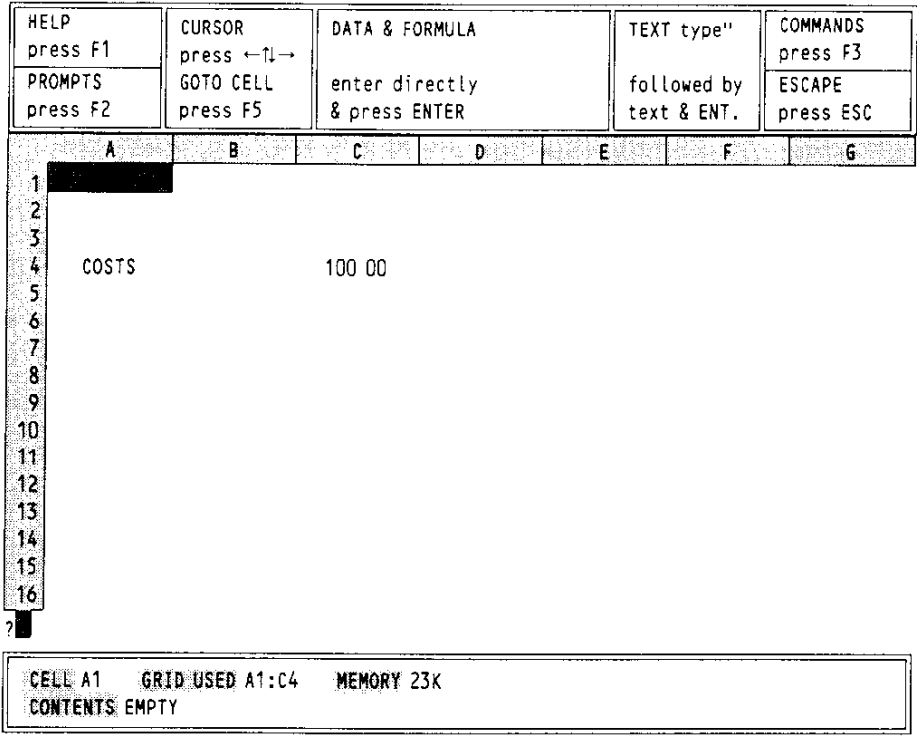 HELP
press F1
PROMPTS
press F2
CURSOR
press ←↑↓→
GOTO CELL
press F5
DATA & FORMULA
enter directly
& press ENTER
TEXT type"
followed by
text & ENT.
COMMANDS
press F3
ESCAPE
press ESC
A B C D E F G
1
2
3
4 COSTS 100 00
5
6
7
8
9
10
11
12
13
14
15
16
?
CELL A1 GRID USED A1:C4 MEMORY 23K
CONTENTS EMPTY